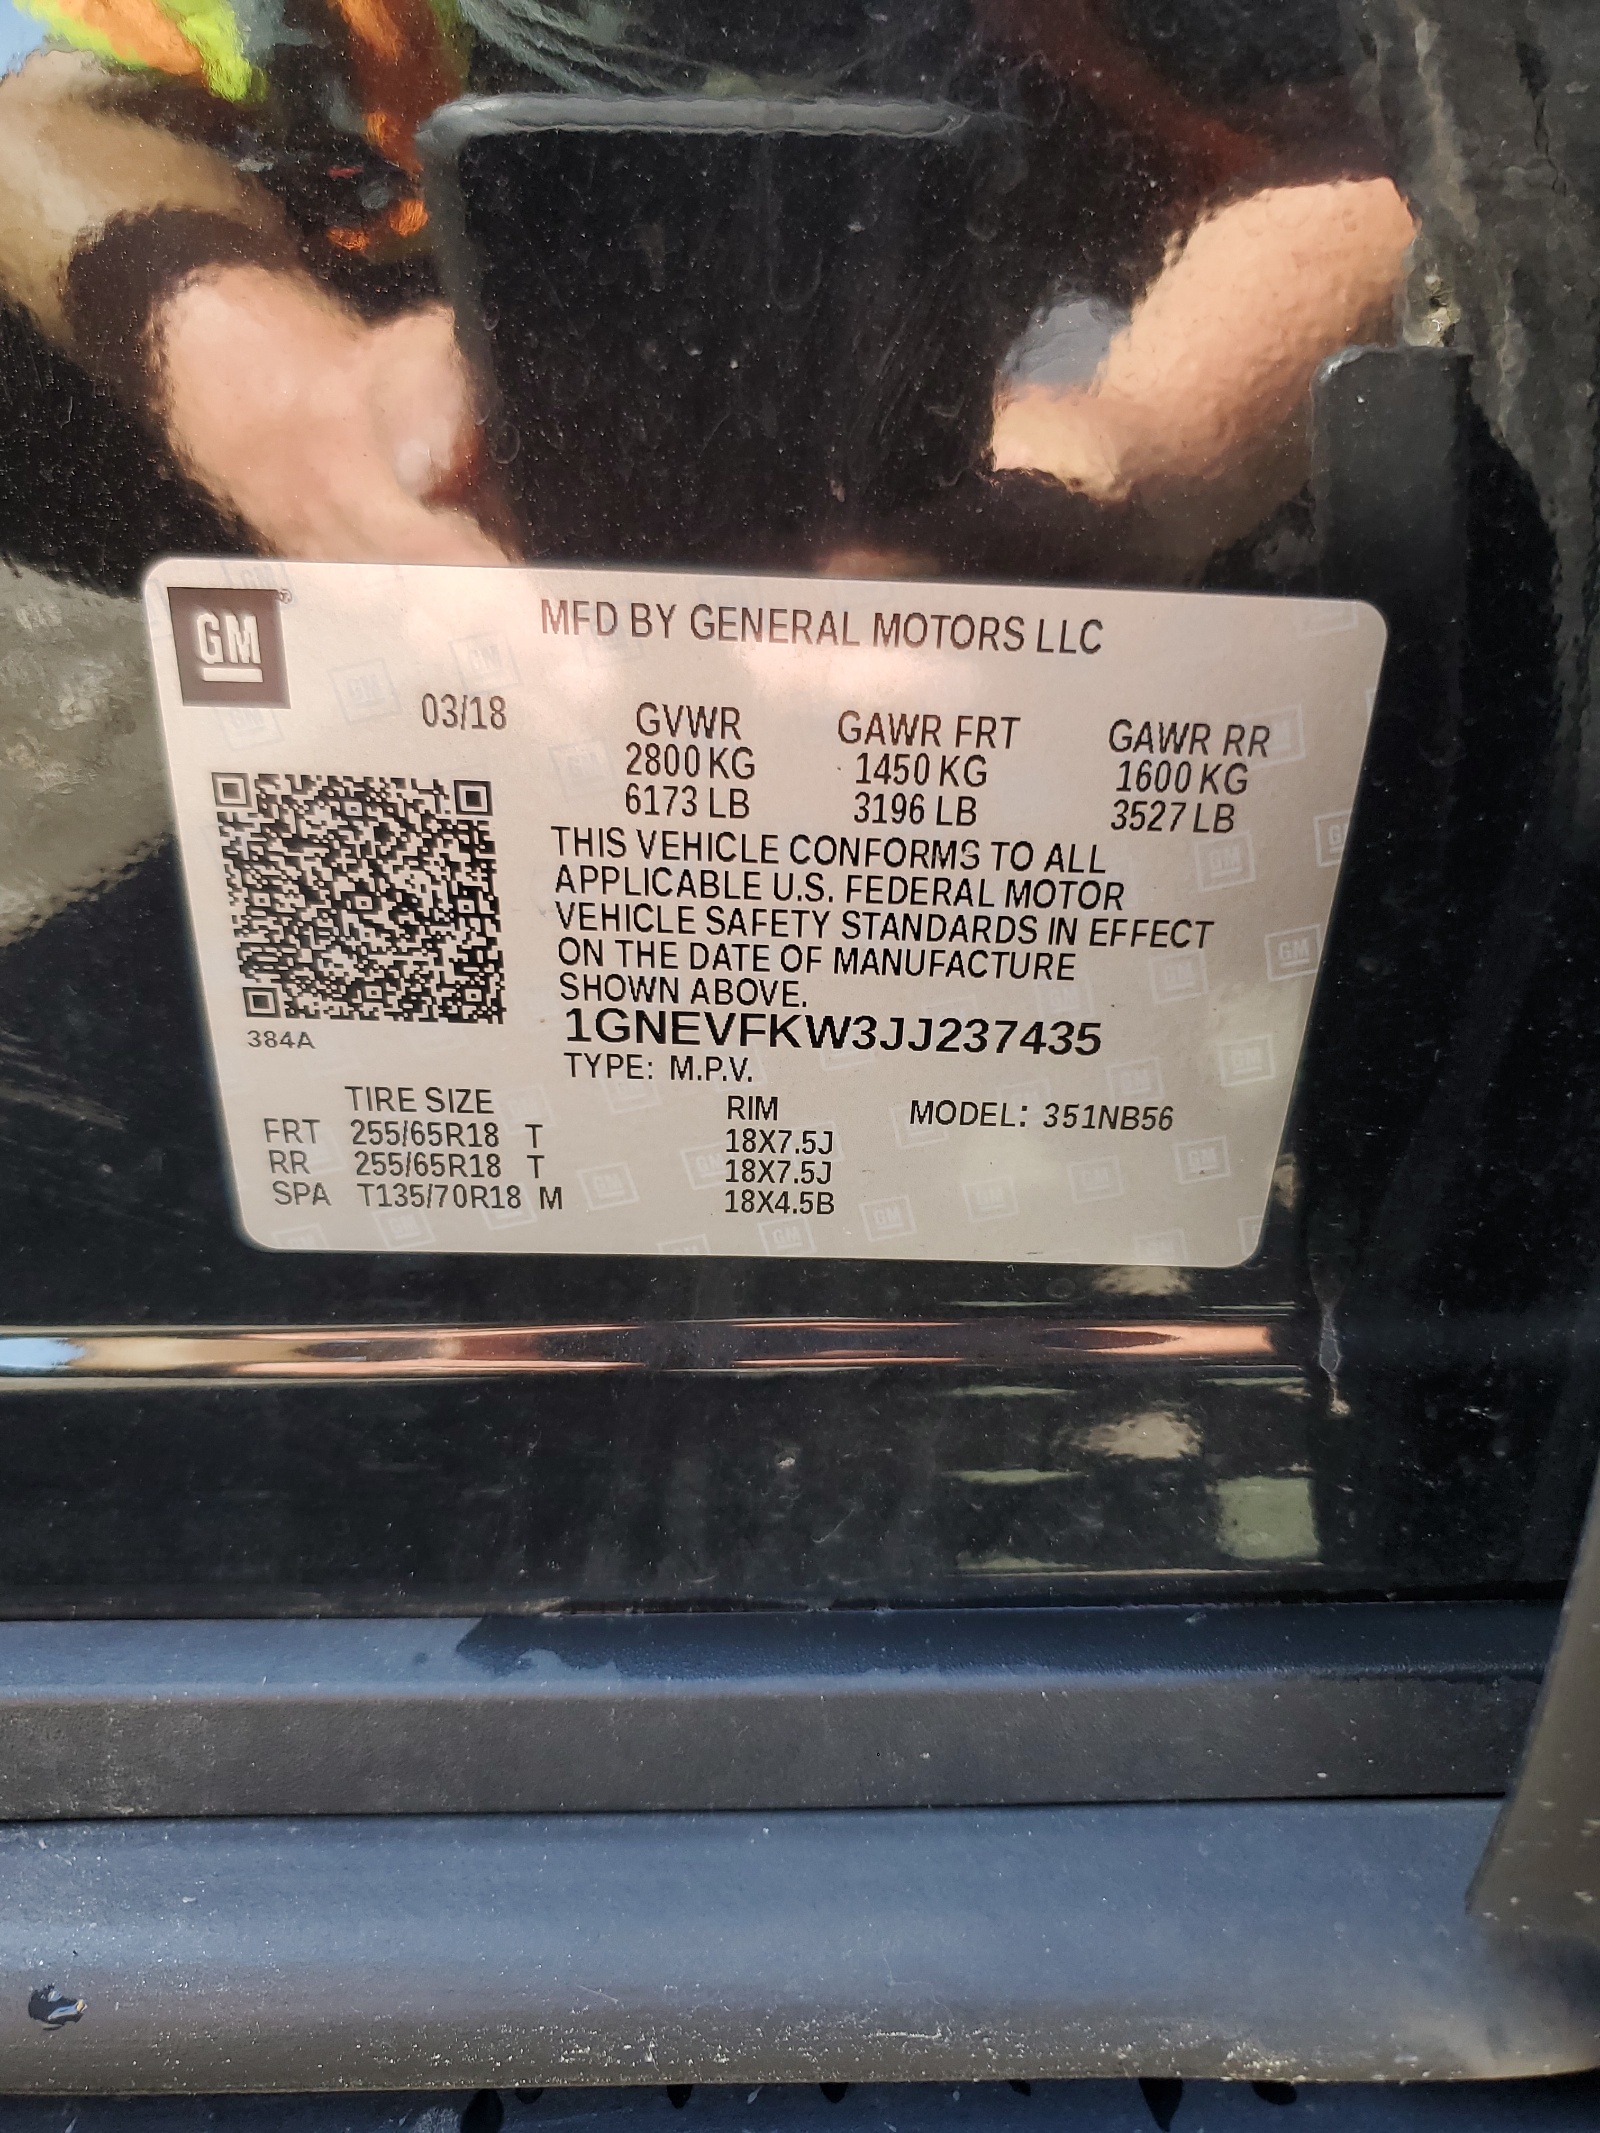 GM®
MFD BY GENERAL MOTORS LLC
03/18 GVWR GAWR FRT GAWR RR
2800 KG 1450 KG 1600 KG
6173 LB 3196 LB 3527 LB
THIS VEHICLE CONFORMS TO ALL
APPLICABLE U.S. FEDERAL MOTOR
VEHICLE SAFETY STANDARDS IN EFFECT
ON THE DATE OF MANUFACTURE
SHOWN ABOVE.
1GNEVFKW3JJ237435
384A
TYPE: M.P.V.
TIRE SIZE RIM MODEL: 351NB56
FRT 255/65R18 T 18X7.5J
RR 255/65R18 T 18X7.5J
SPA T135/70R18 M 18X4.5B